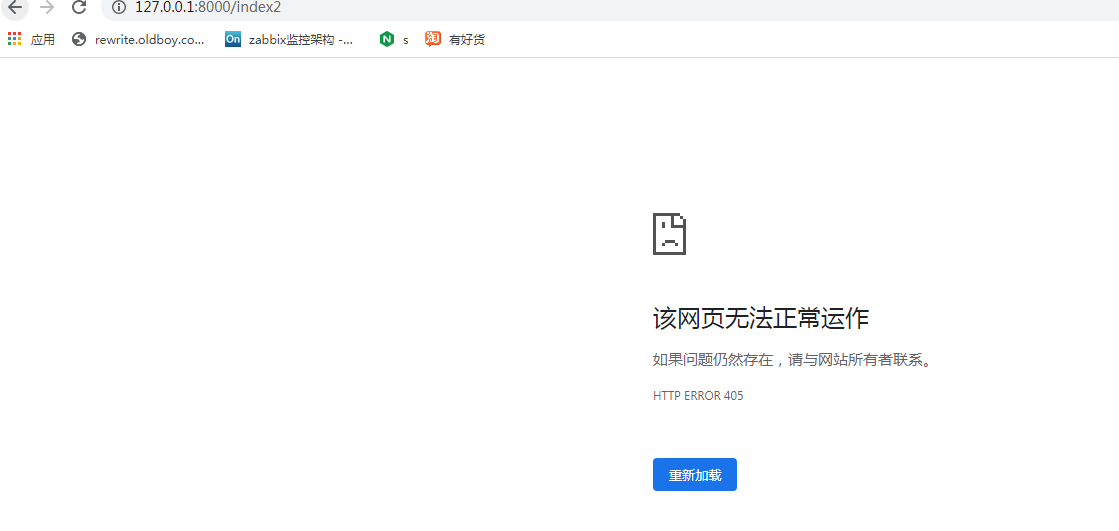 127.0.0.1:8000/index2
应用 rewrite.oldboy.co... On zabbix监控架构 -... N s 淘 有好货
该网页无法正常运作
如果问题仍然存在，请与网站所有者联系。
HTTP ERROR 405
重新加载